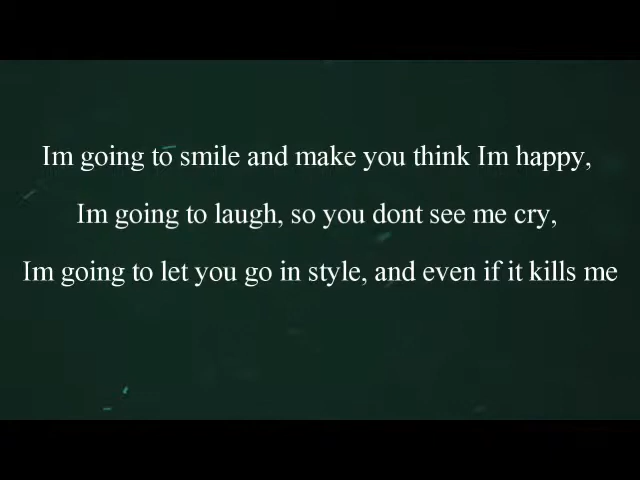 Im going to smile and make you think Im happy,
Im going to laugh, so you dont see me cry,
Im going to let you go in style, and even if it kills me